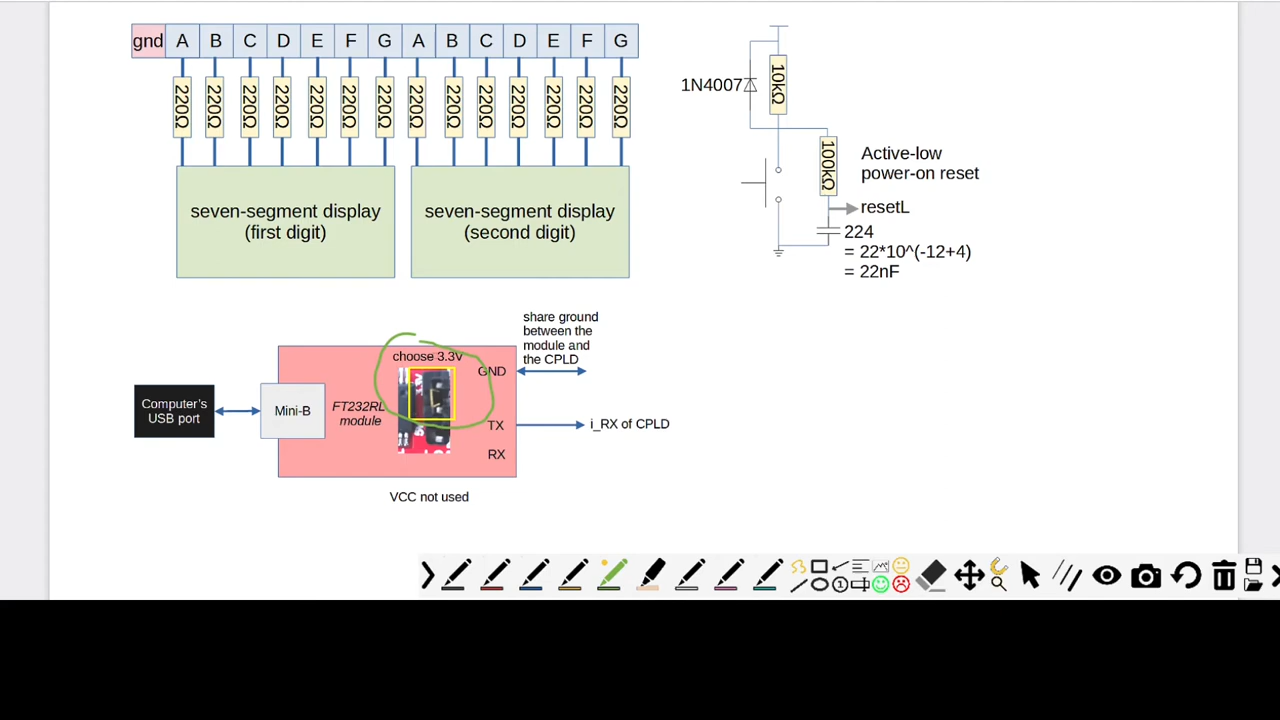 gnd A B C D E F G A B C D E F G
220Ω 220Ω 220Ω 220Ω 220Ω 220Ω 220Ω 220Ω 220Ω 220Ω 220Ω 220Ω 220Ω 220Ω
seven-segment display
(first digit)
seven-segment display
(second digit)
1N4007
10kΩ
100kΩ
Active-low
power-on reset
resetL
224
= 22*10^(-12+4)
= 22nF
share ground
between the
module and
the CPLD
choose 3.3V
GND
Computer's
USB port
Mini-B
FT232RL
module
TX
i_RX of CPLD
RX
VCC not used